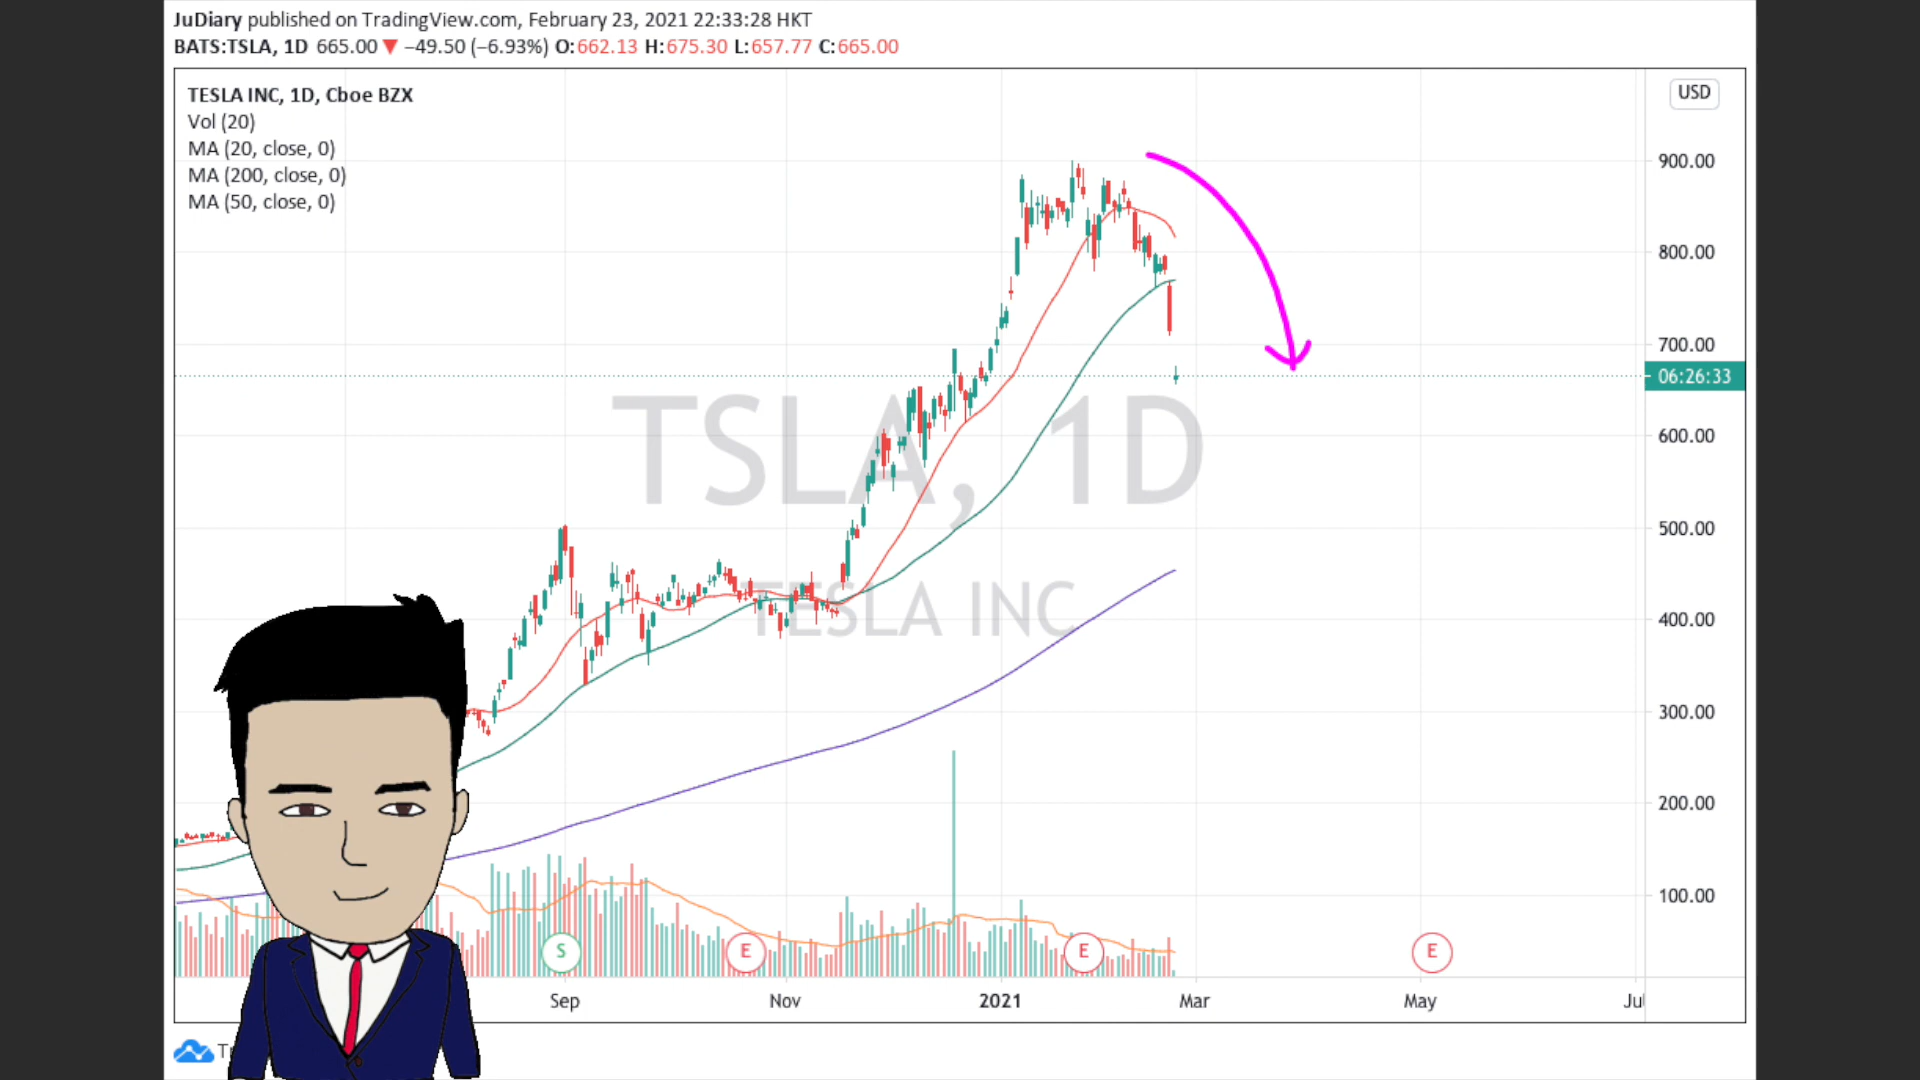 JuDiary published on TradingView.com, February 23, 2021 22:33:28 HKT
BATS:TSLA, 1D 665.00 ▼ −49.50 (−6.93%) O:662.13 H:675.30 L:657.77 C:665.00
TESLA INC, 1D, Cboe BZX
Vol (20)
MA (20, close, 0)
MA (200, close, 0)
MA (50, close, 0)
USD
900.00
800.00
700.00
06:26:33
600.00
500.00
400.00
300.00
200.00
100.00
TSLA, 1D
TESLA INC
S
E
E
E
Sep
Nov
2021
Mar
May